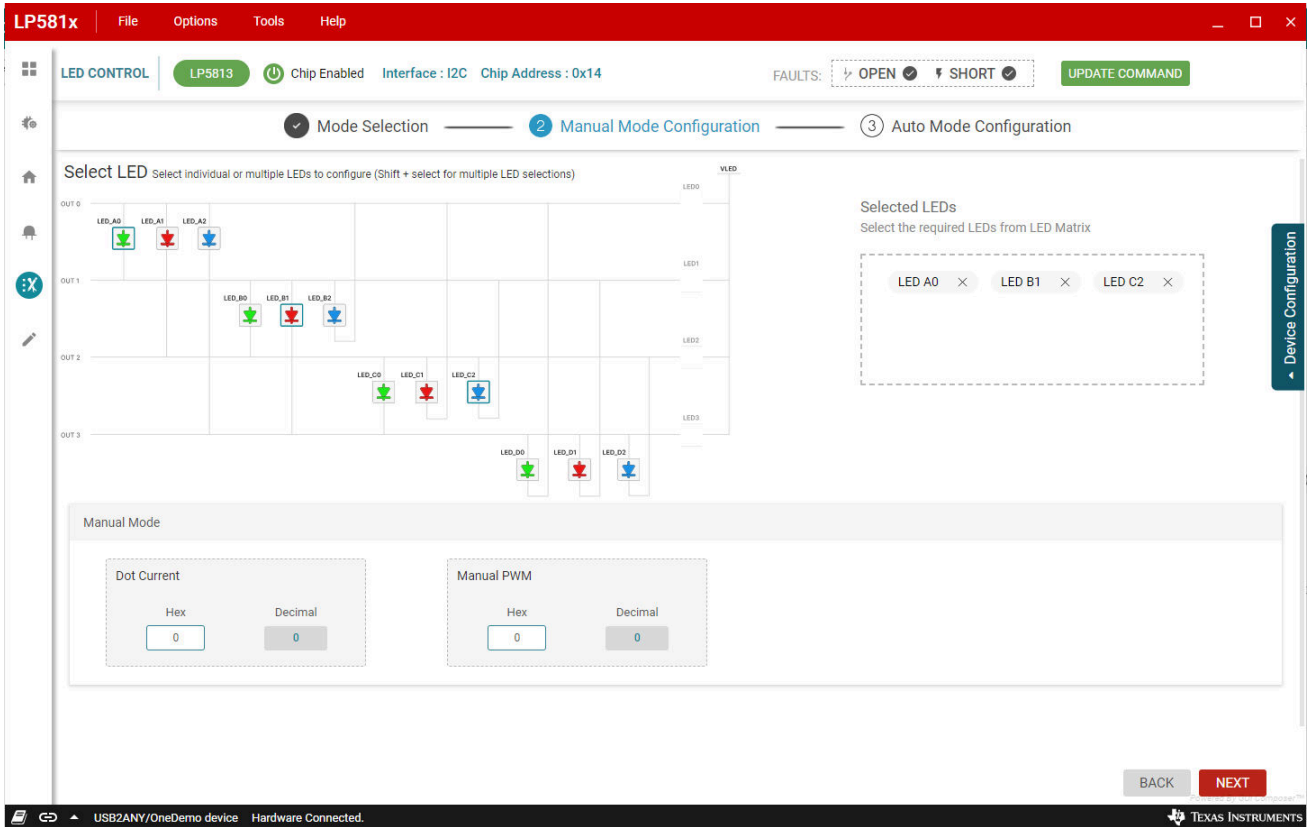 LP581x File Options Tools Help
LED CONTROL LP5813 Chip Enabled Interface : I2C Chip Address : 0x14 FAULTS: OPEN SHORT UPDATE COMMAND
Mode Selection 2 Manual Mode Configuration 3 Auto Mode Configuration
Select LED Select individual or multiple LEDs to configure (Shift + select for multiple LED selections)
VLED
LED0
OUT 0
LED_A0 LED_A1 LED_A2
LED1
OUT 1
LED_B0 LED_B1 LED_B2
LED2
OUT 2
LED_C0 LED_C1 LED_C2
LED3
OUT 3
LED_D0 LED_D1 LED_D2
Selected LEDs
Select the required LEDs from LED Matrix
LED A0 × LED B1 × LED C2 ×
Device Configuration
Manual Mode
Dot Current
Hex Decimal
0 0
Manual PWM
Hex Decimal
0 0
BACK NEXT
Powered By GUI Composer™
USB2ANY/OneDemo device Hardware Connected. TEXAS INSTRUMENTS